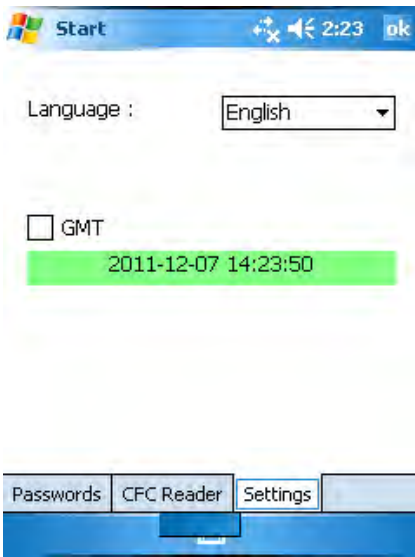 Start 2:23 ok
Language : English
GMT
2011-12-07 14:23:50
Passwords CFC Reader Settings